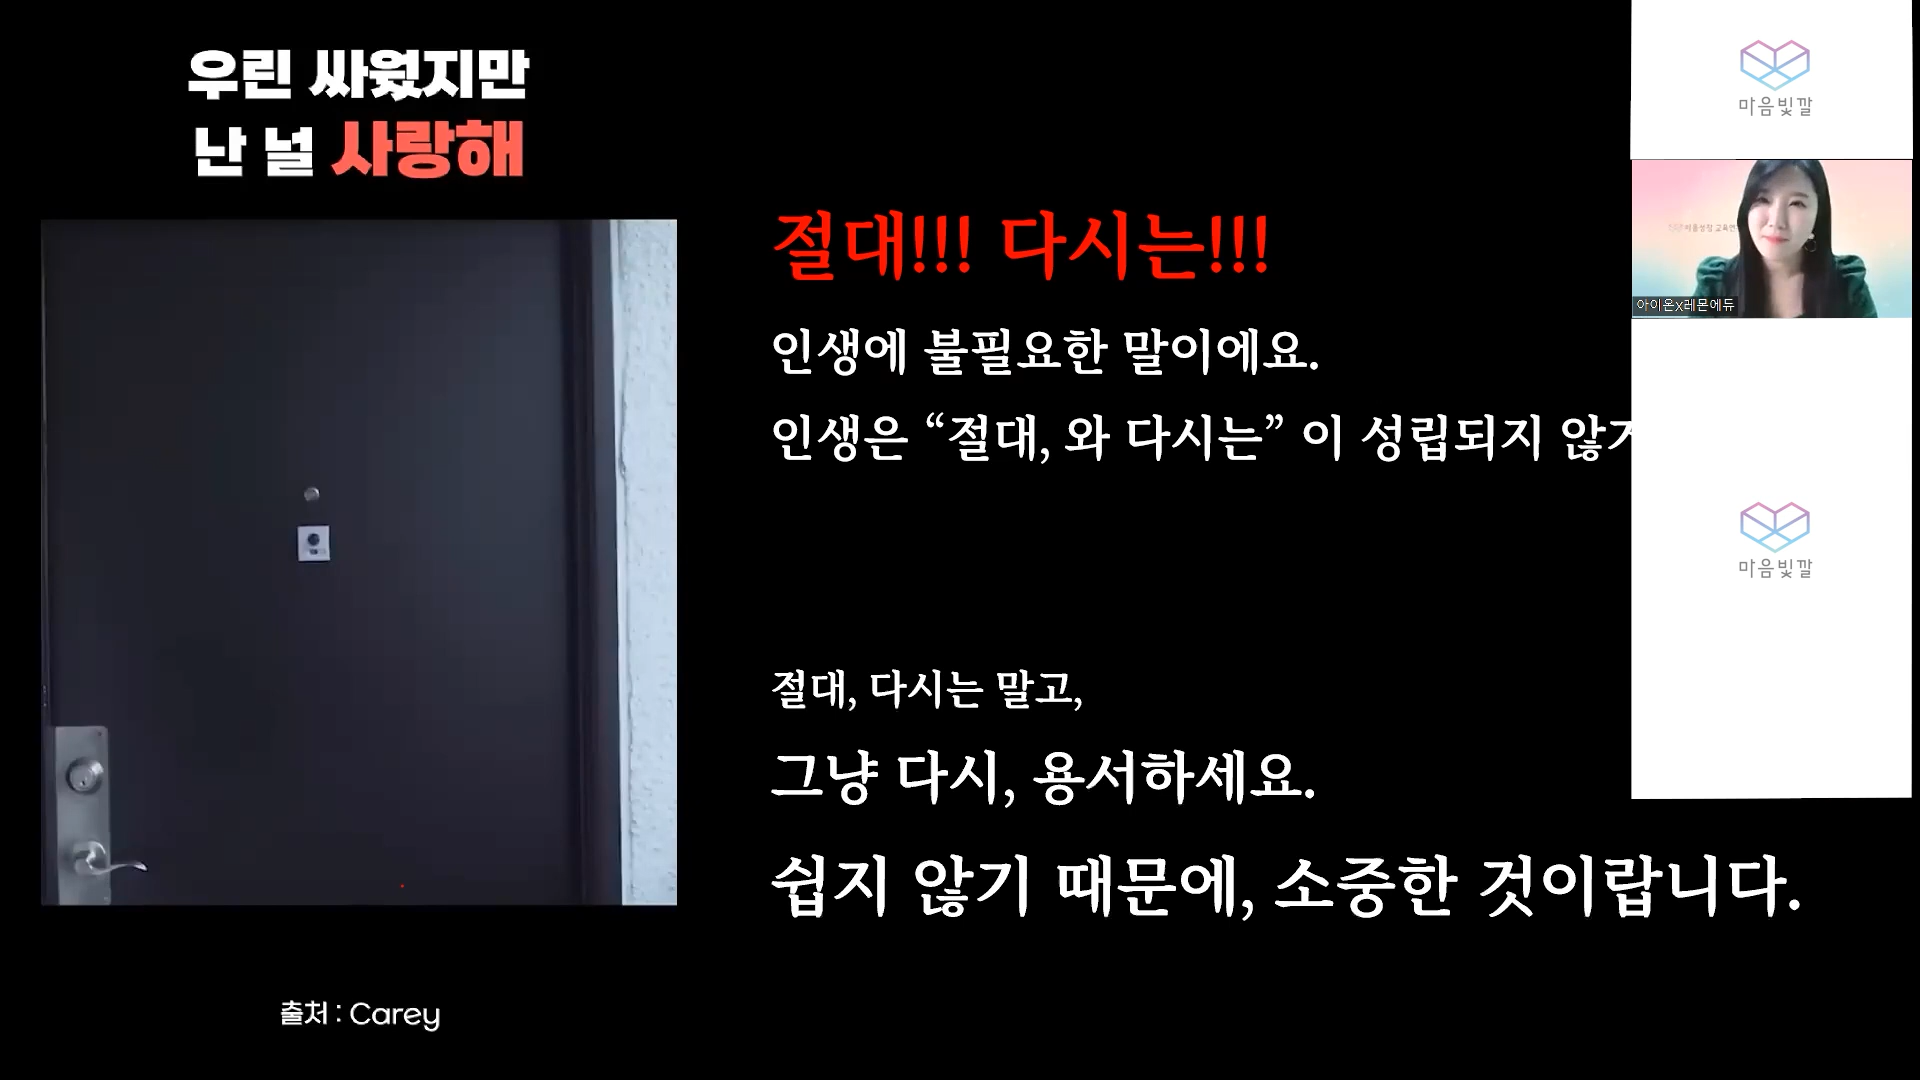 우린 싸웠지만
난 널 사랑해
절대!!! 다시는!!!
인생에 불필요한 말이에요.
인생은 “절대, 와 다시는” 이 성립되지 않
절대, 다시는 말고,
그냥 다시, 용서하세요.
쉽지 않기 때문에, 소중한 것이랍니다.
출처 : Carey
마음빛깔
아이온x레몬에듀
마음빛깔